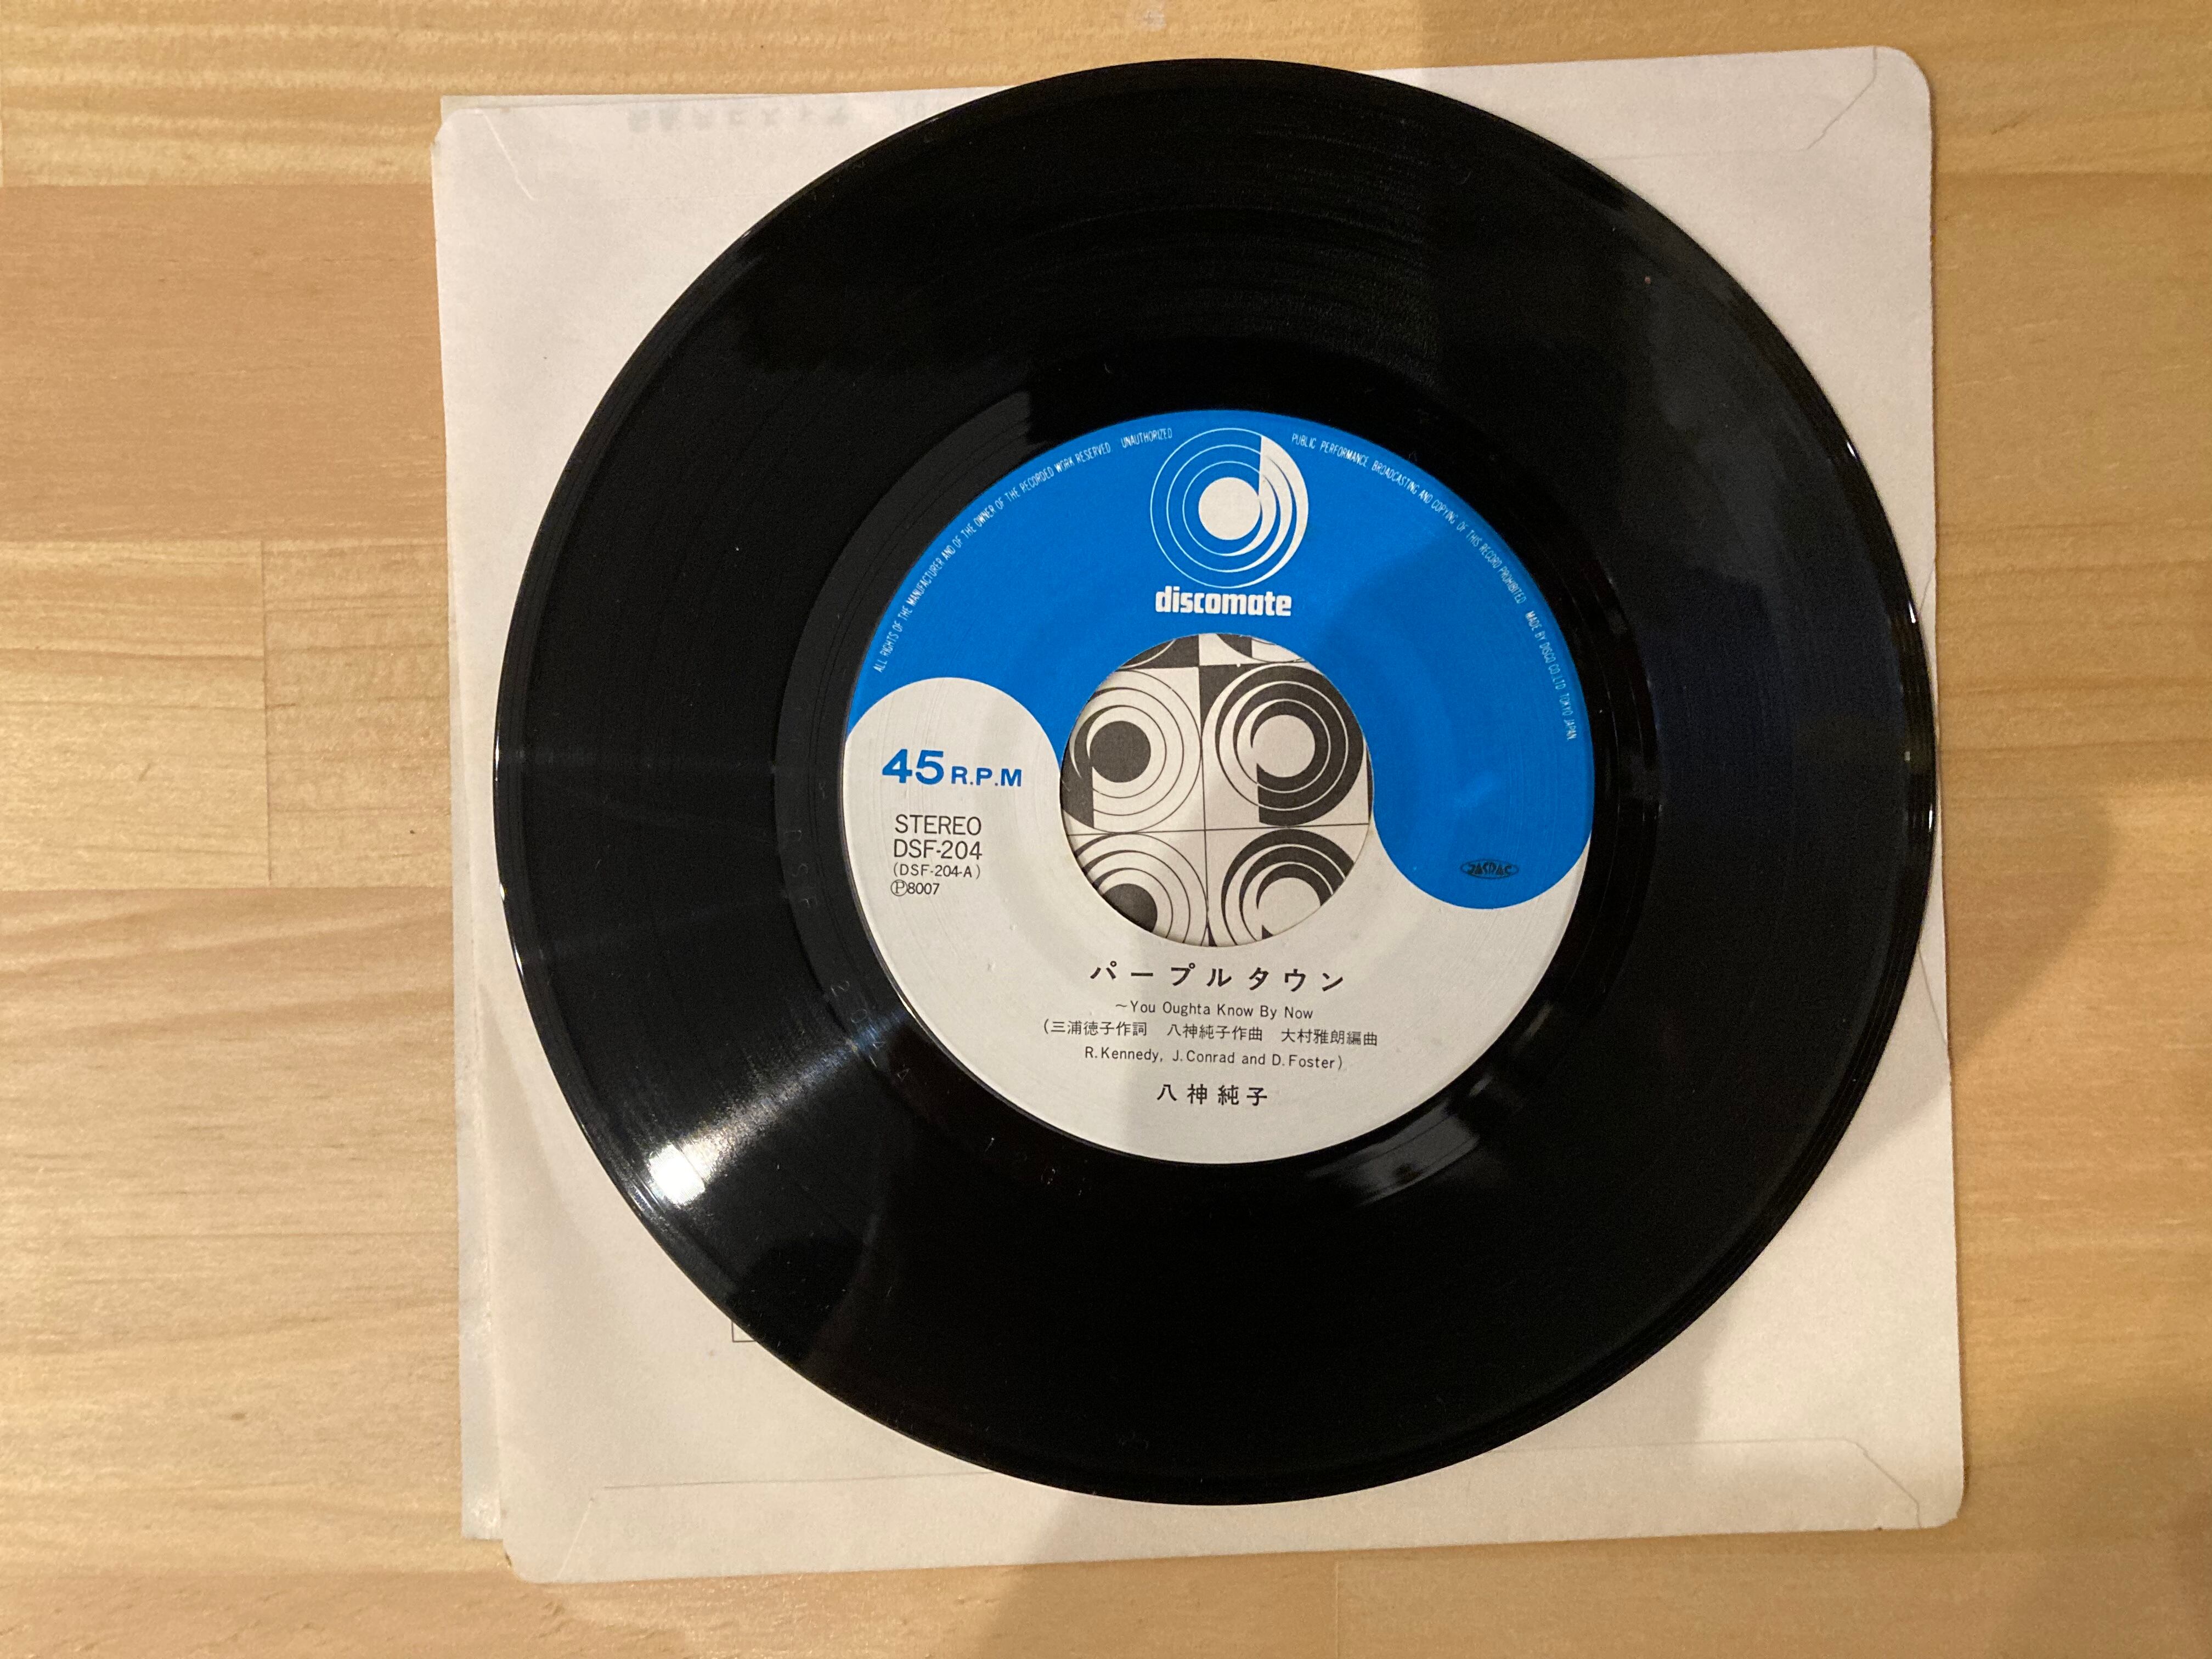 ALL RIGHTS OF THE MANUFACTURER AND OF THE OWNER OF THE RECORDED WORK RESERVED UNAUTHORIZED PUBLIC PERFORMANCE BROADCASTING AND COPYING OF THIS RECORD PROHIBITED MADE BY DISCO CO.,LTD. TOKYO JAPAN
discomate
45 R.P.M
STEREO
DSF-204
(DSF-204-A)
Ⓟ8007
JASRAC
パープルタウン
〜You Oughta Know By Now
(三浦徳子作詞 八神純子作曲 大村雅朗編曲
R.Kennedy, J.Conrad and D.Foster)
八神純子